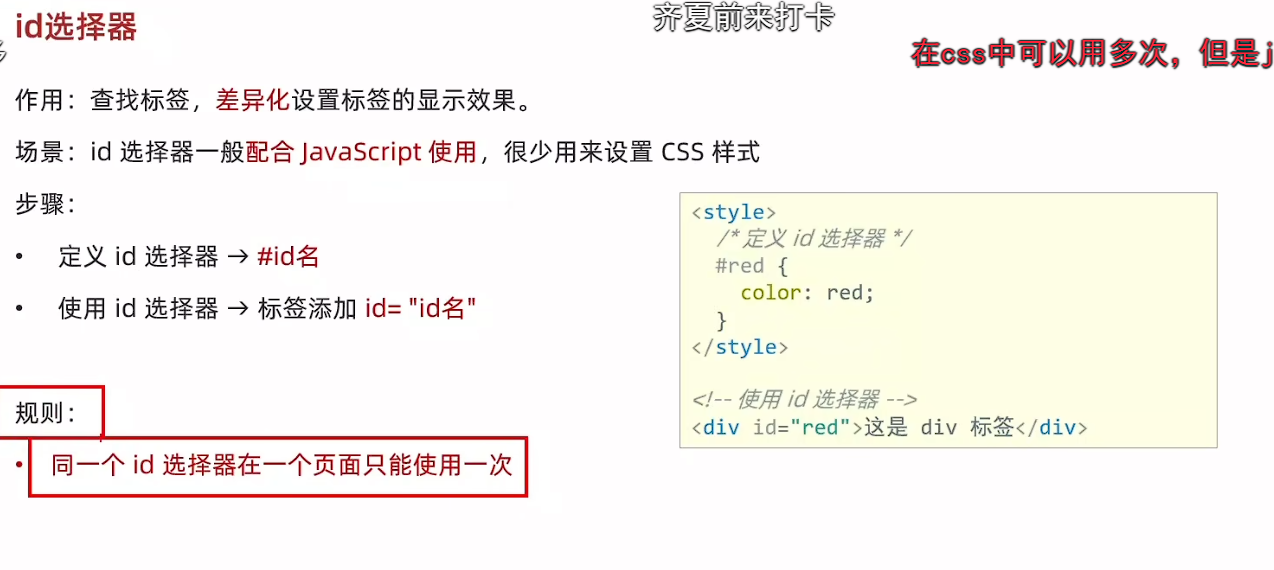 id选择器
齐夏前来打卡
在css中可以用多次，但是j
作用：查找标签，差异化设置标签的显示效果。
场景：id 选择器一般配合 JavaScript 使用，很少用来设置 CSS 样式
步骤：
• 定义 id 选择器 → #id名
• 使用 id 选择器 → 标签添加 id= "id名"
规则：
• 同一个 id 选择器在一个页面只能使用一次
<style>
/* 定义 id 选择器 */
#red {
color: red;
}
</style>
<!-- 使用 id 选择器 -->
<div id="red">这是 div 标签</div>